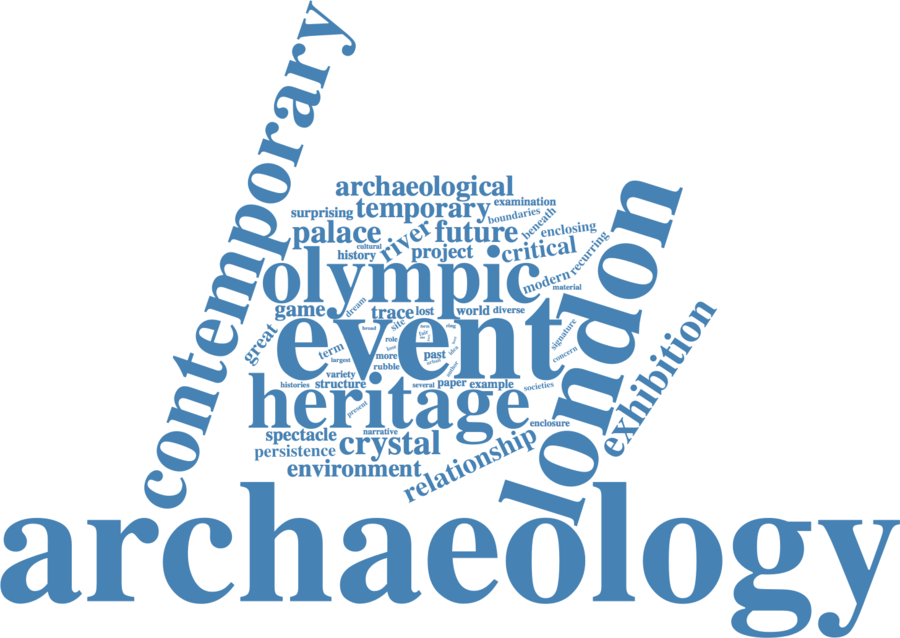 contemporary
archaeological
surprising
temporary
examination
boundaries
beneath
palace
cultural
river
future
enclosing
history
project
critical
recurring
olympic
modern
material
london
game
dream
trace
lost
world
diverse
great
event
broad
site
signature
exhibition
term
largest
role
more
past
rubble
concern
variety
histories
structure
several
paper
example
societies
heritage
present
narrative
enclosure
spectacle
crystal
persistence
environment
relationship
archaeology